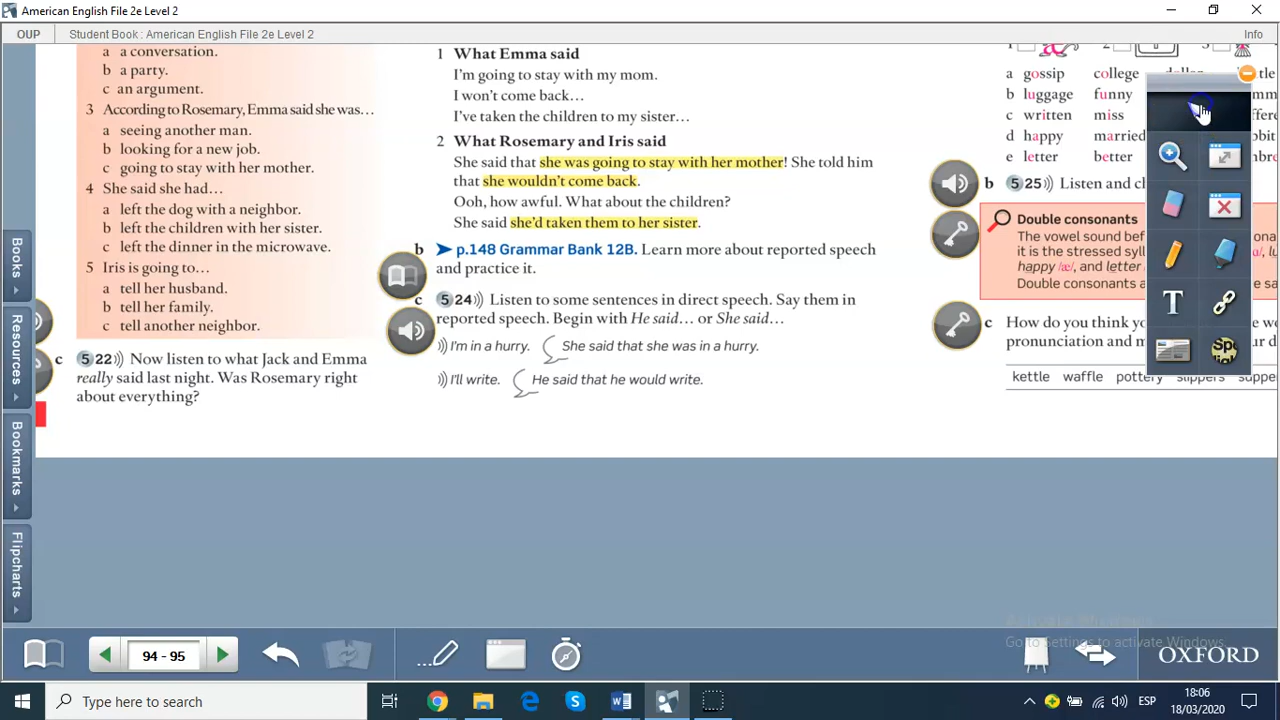 American English File 2e Level 2
OUP
Student Book : American English File 2e Level 2
Info
a a conversation.
b a party.
c an argument.
3 According to Rosemary, Emma said she was…
a seeing another man.
b looking for a new job.
c going to stay with her mother.
4 She said she had…
a left the dog with a neighbor.
b left the children with her sister.
c left the dinner in the microwave.
5 Iris is going to…
a tell her husband.
b tell her family.
c tell another neighbor.
c 5 22))) Now listen to what Jack and Emma
really said last night. Was Rosemary right
about everything?
1 What Emma said
I'm going to stay with my mom.
I won't come back…
I've taken the children to my sister…
2 What Rosemary and Iris said
She said that she was going to stay with her mother! She told him
that she wouldn't come back.
Ooh, how awful. What about the children?
She said she'd taken them to her sister.
b p.148 Grammar Bank 12B. Learn more about reported speech
and practice it.
c 5 24))) Listen to some sentences in direct speech. Say them in
reported speech. Begin with He said… or She said…
))) I'm in a hurry. She said that she was in a hurry.
))) I'll write. He said that he would write.
1 2 3
a gossip college
b luggage funny
c written miss
d happy married
e letter better
b 5 25))) Listen and
Double consonants
The vowel sound
it is the stressed
happy /æ/, and letter
Double consonants
c How do you think
pronunciation and
kettle waffle pottery slippers
T
Books
Resources
Bookmarks
Flipcharts
94 - 95
Activate Windows
Go to Settings to activate Windows.
OXFORD
Type here to search
ESP
18:06
18/03/2020